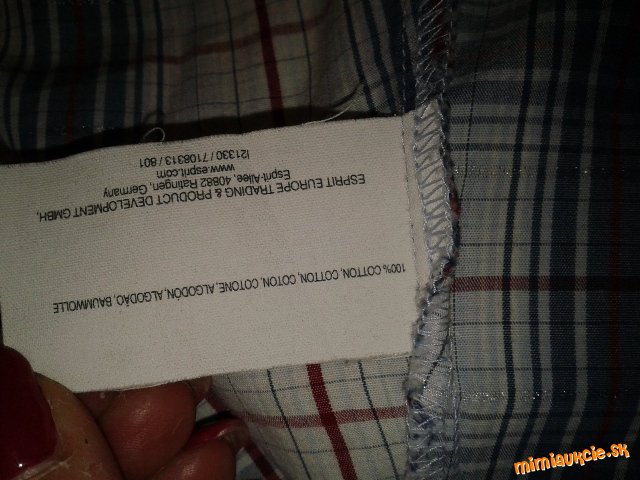 100% COTTON, COTTON, COTON, COTONE, ALGODÓN, ALGODÃO, BAUMWOLLE
ESPRIT EUROPE TRADING & PRODUCT DEVELOPMENT GMBH,
Esprit-Allee, 40882 Ratingen, Germany
www.esprit.com
I21330 / 7108313 / 801
mimiaukcie.sk